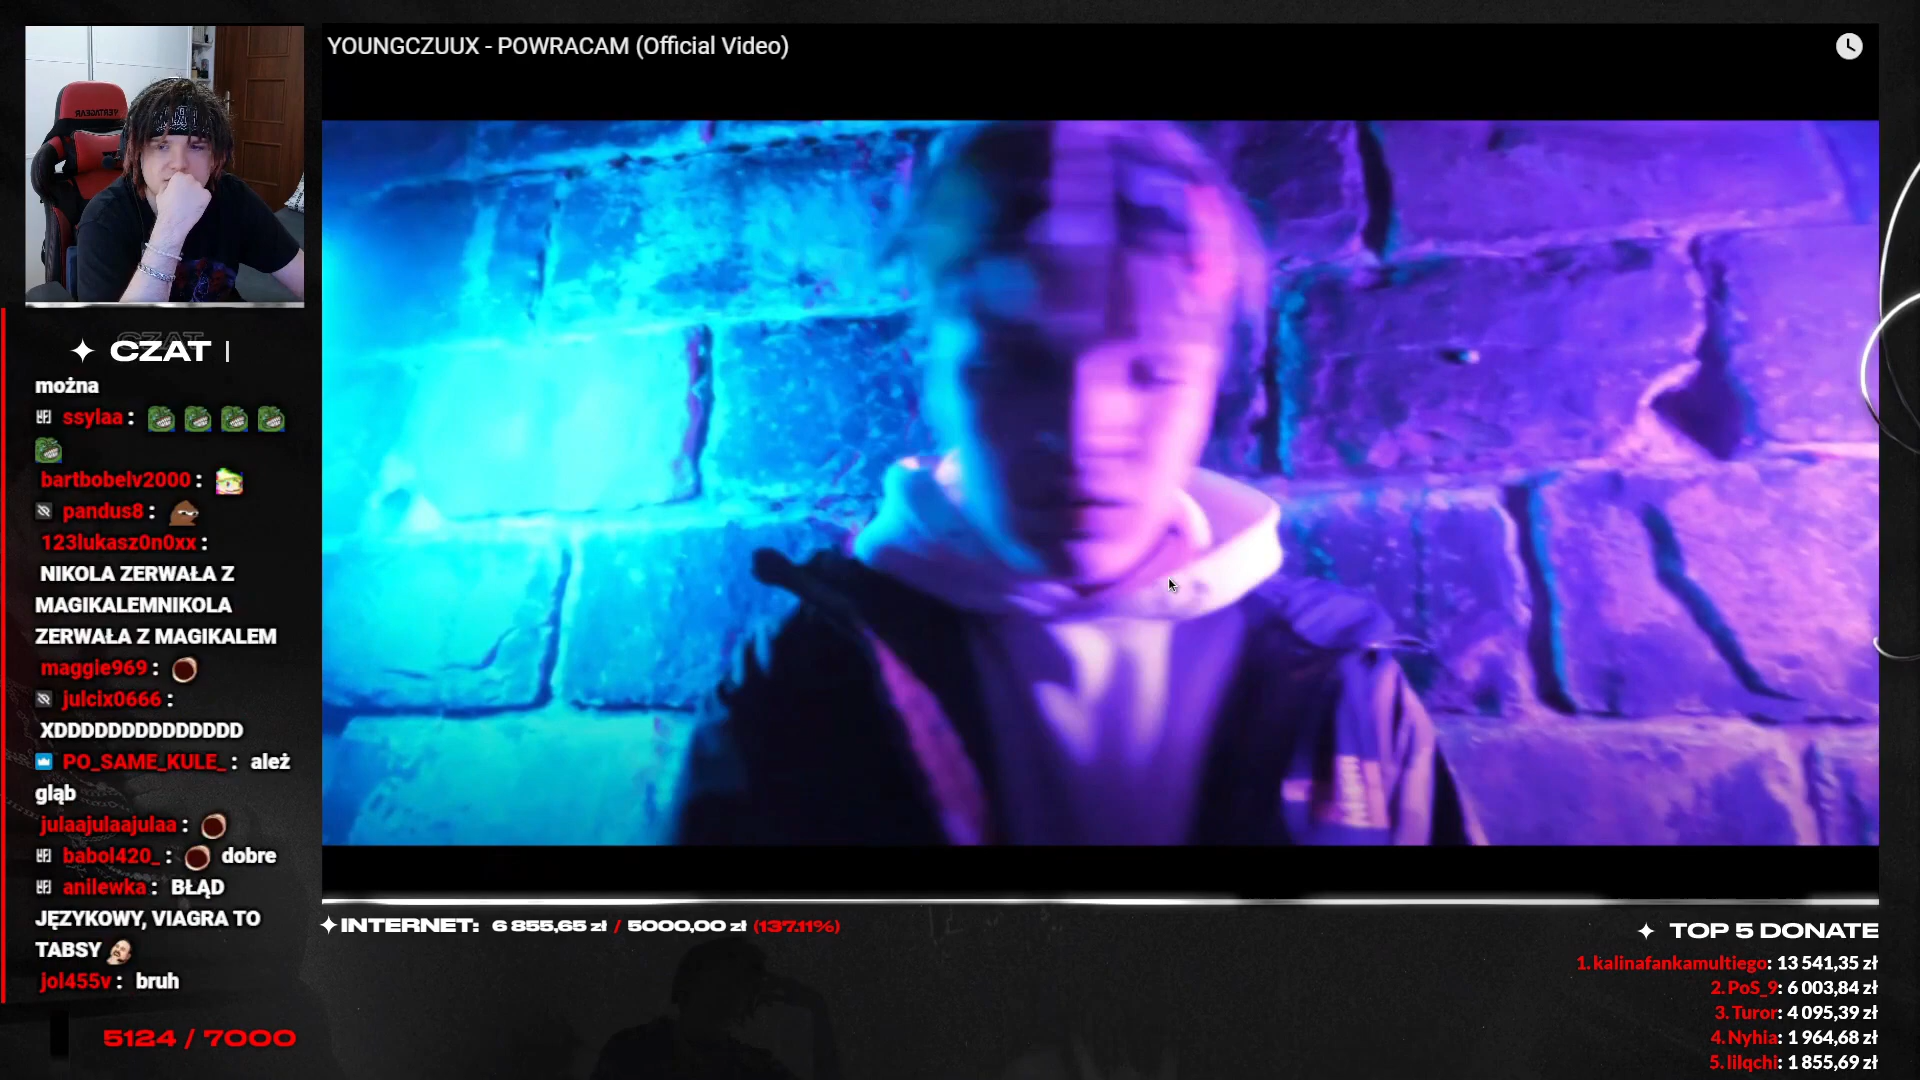 YOUNGCZUUX - POWRACAM (Official Video)
VERTAGEAR
CZAT
można
ssylaa :
bartbobelv2000 :
pandus8 :
123lukasz0n0xx :
NIKOLA ZERWAŁA Z
MAGIKALEMNIKOLA
ZERWAŁA Z MAGIKALEM
maggie969 :
julcix0666 :
XDDDDDDDDDDDDDD
PO_SAME_KULE_ : ależ
głąb
julaajulaajulaa :
babol420_ : dobre
anilewka : BŁĄD
JĘZYKOWY, VIAGRA TO
TABSY
jol455v : bruh
5124 / 7000
INTERNET: 6 855,65 zł / 5000,00 zł (137.11%)
TOP 5 DONATE
1. kalinafankamultiego: 13 541,35 zł
2. PoS_9: 6 003,84 zł
3. Turor: 4 095,39 zł
4. Nyhia: 1 964,68 zł
5. lilqchi: 1 855,69 zł